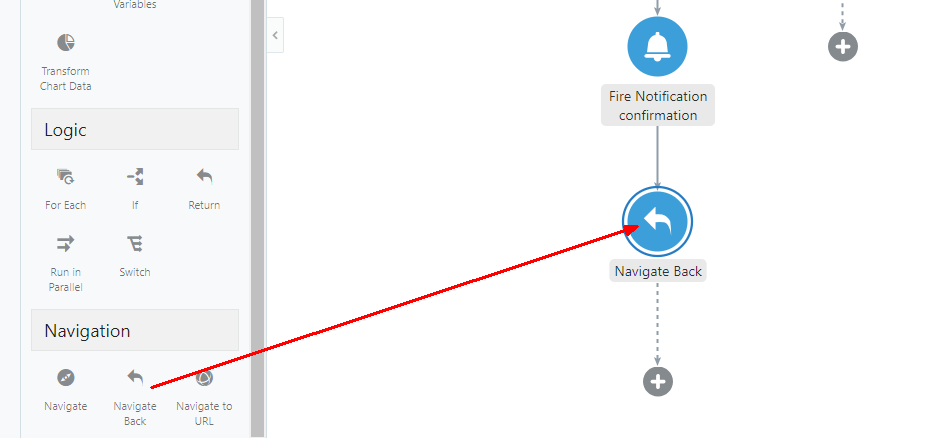 Variables
Transform
Chart Data
Logic
For Each
If
Return
Run in
Parallel
Switch
Navigation
Navigate
Navigate
Back
Navigate to
URL
Fire Notification
confirmation
Navigate Back